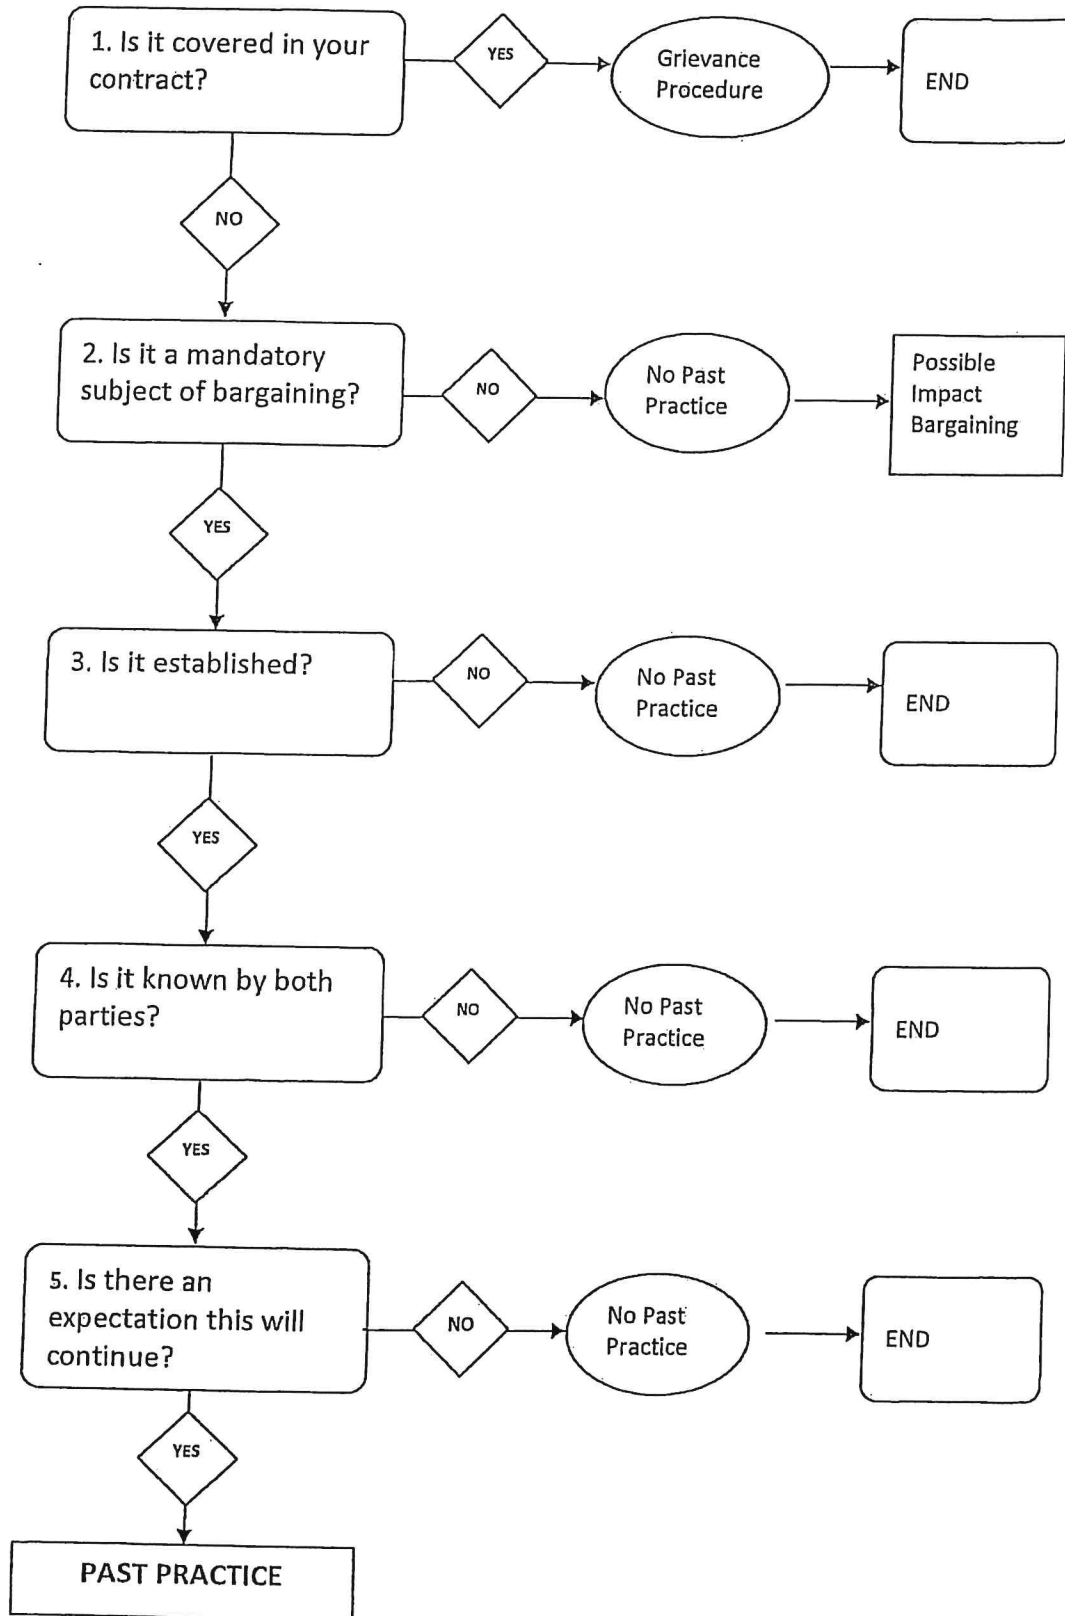 1. Is it covered in your
contract?
YES
Grievance
Procedure
END
NO
2. Is it a mandatory
subject of bargaining?
NO
No Past
Practice
Possible
Impact
Bargaining
YES
3. Is it established?
NO
No Past
Practice
END
YES
4. Is it known by both
parties?
NO
No Past
Practice
END
YES
5. Is there an
expectation this will
continue?
NO
No Past
Practice
END
YES
PAST PRACTICE